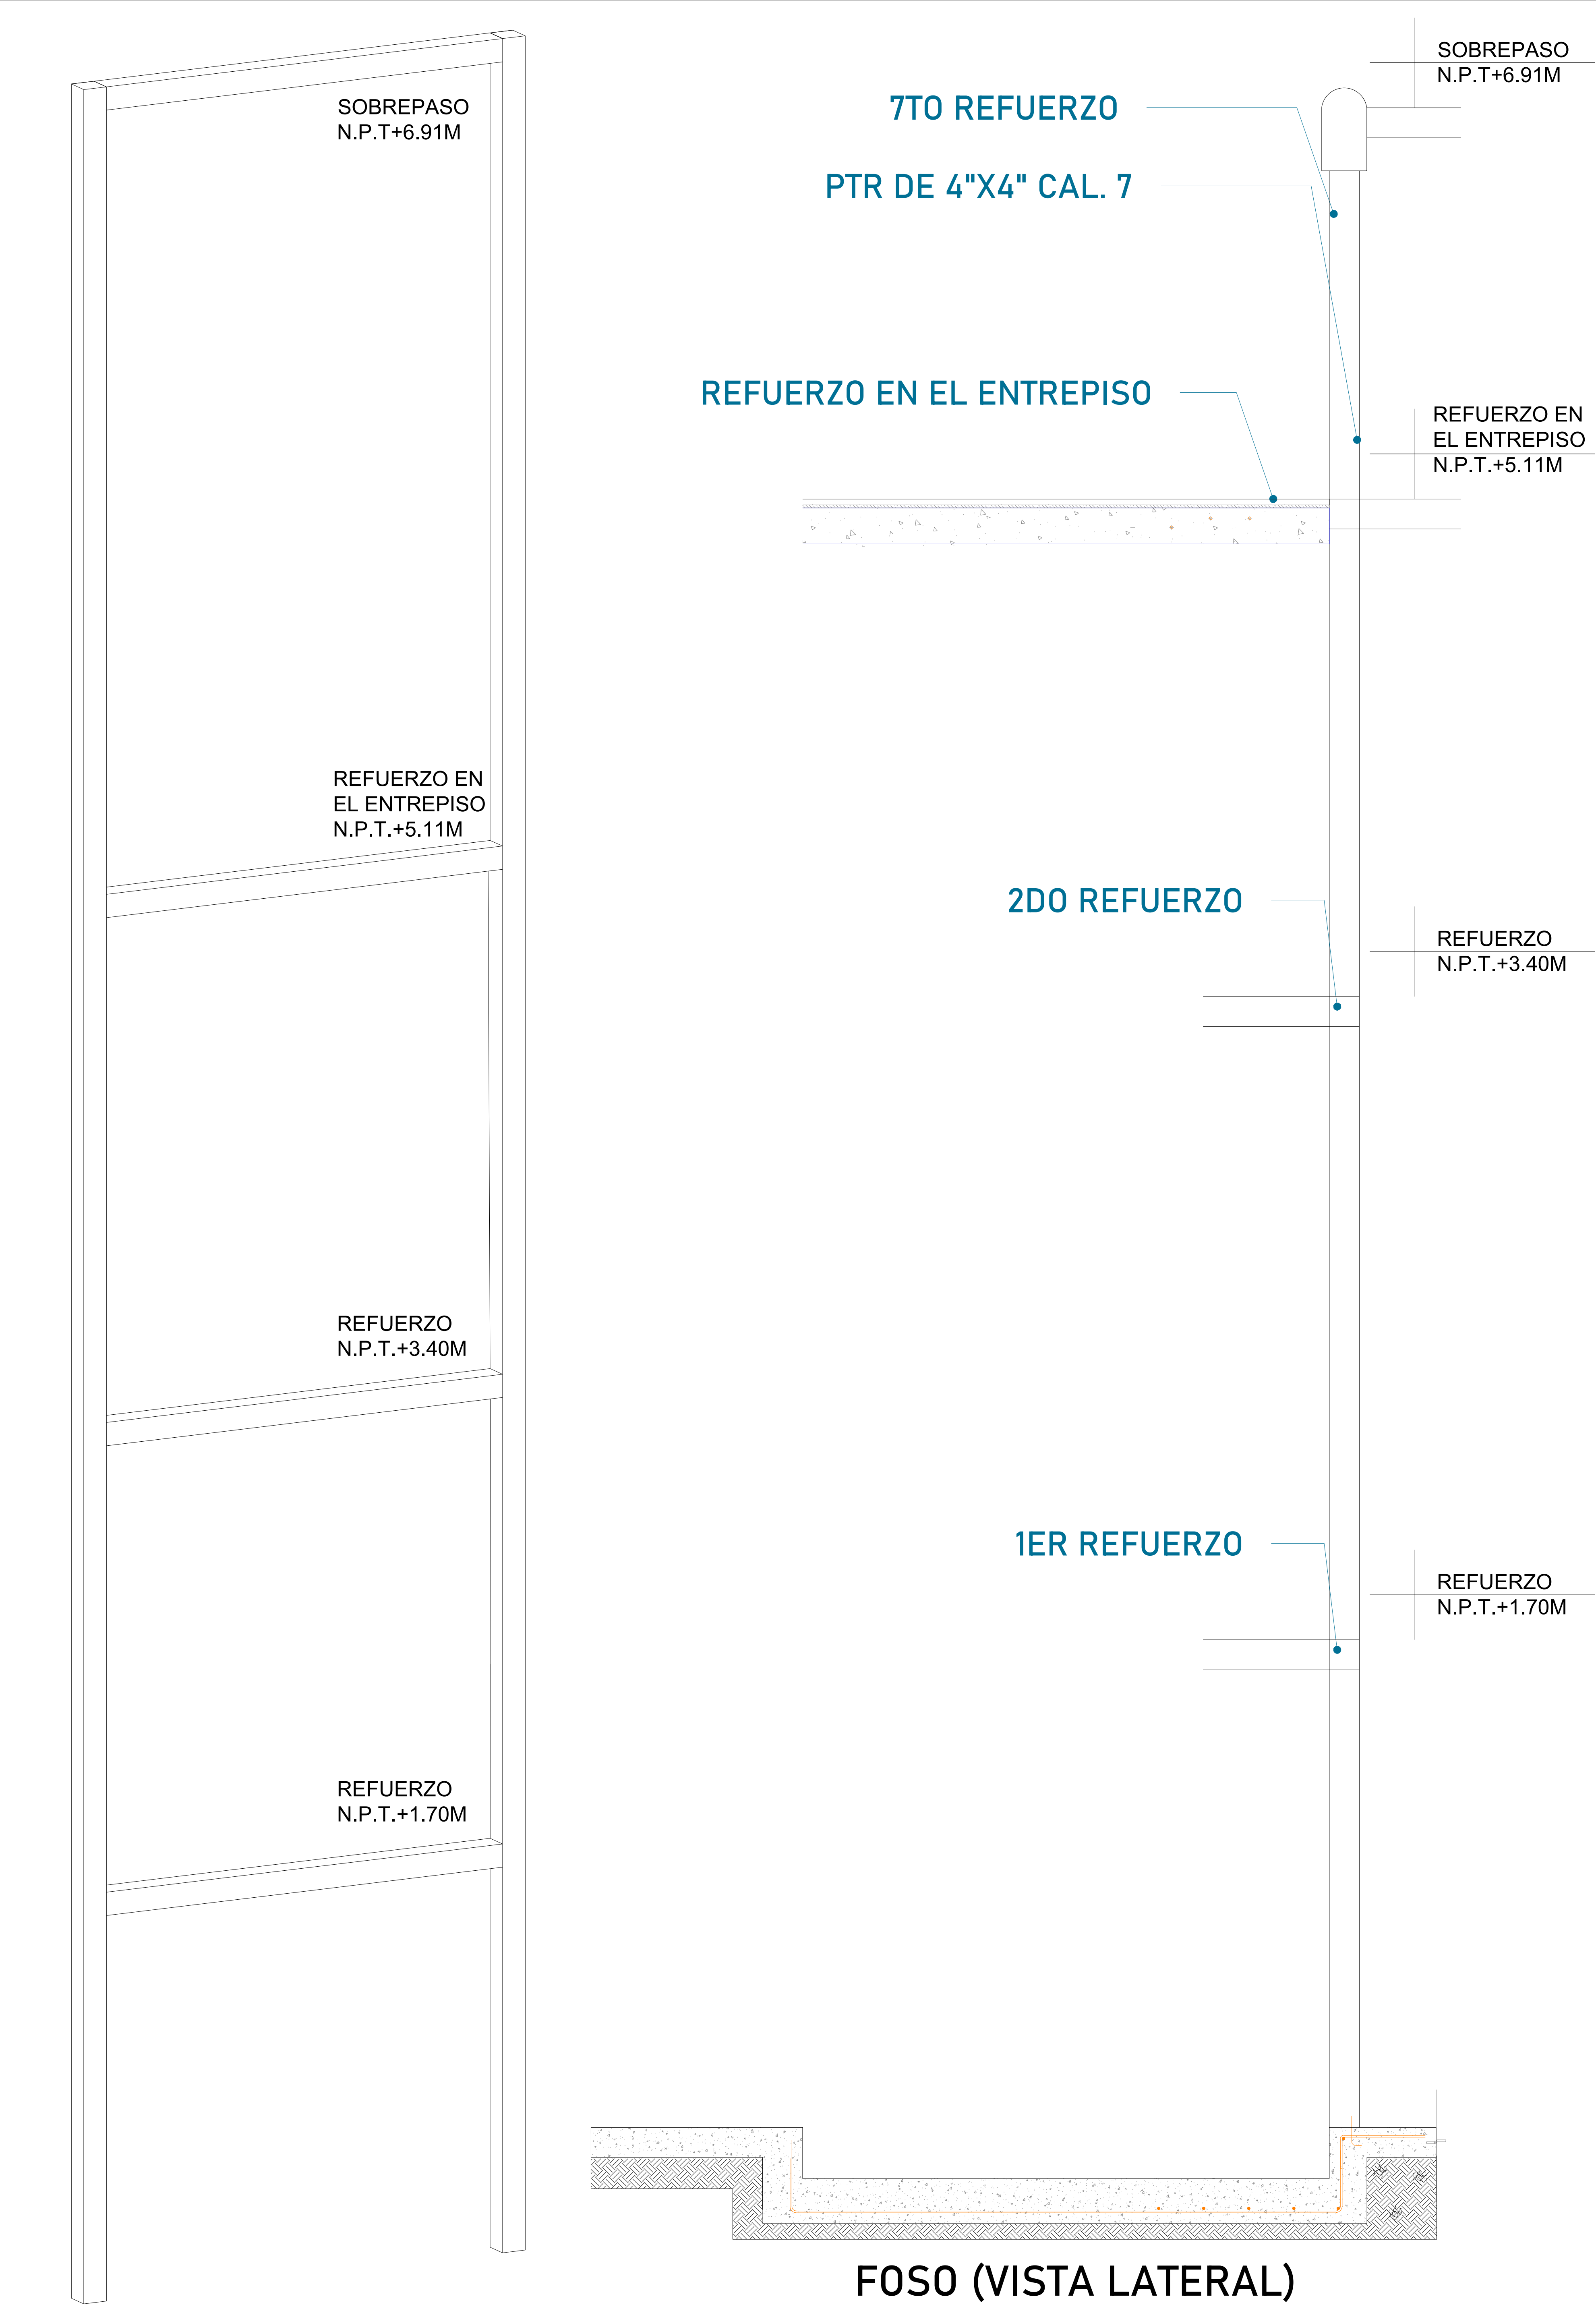 SOBREPASO
N.P.T+6.91M
REFUERZO EN
EL ENTREPISO
N.P.T.+5.11M
REFUERZO
N.P.T.+3.40M
REFUERZO
N.P.T.+1.70M
7TO REFUERZO
PTR DE 4"X4" CAL. 7
REFUERZO EN EL ENTREPISO
2DO REFUERZO
1ER REFUERZO
SOBREPASO
N.P.T+6.91M
REFUERZO EN
EL ENTREPISO
N.P.T.+5.11M
REFUERZO
N.P.T.+3.40M
REFUERZO
N.P.T.+1.70M
FOSO (VISTA LATERAL)